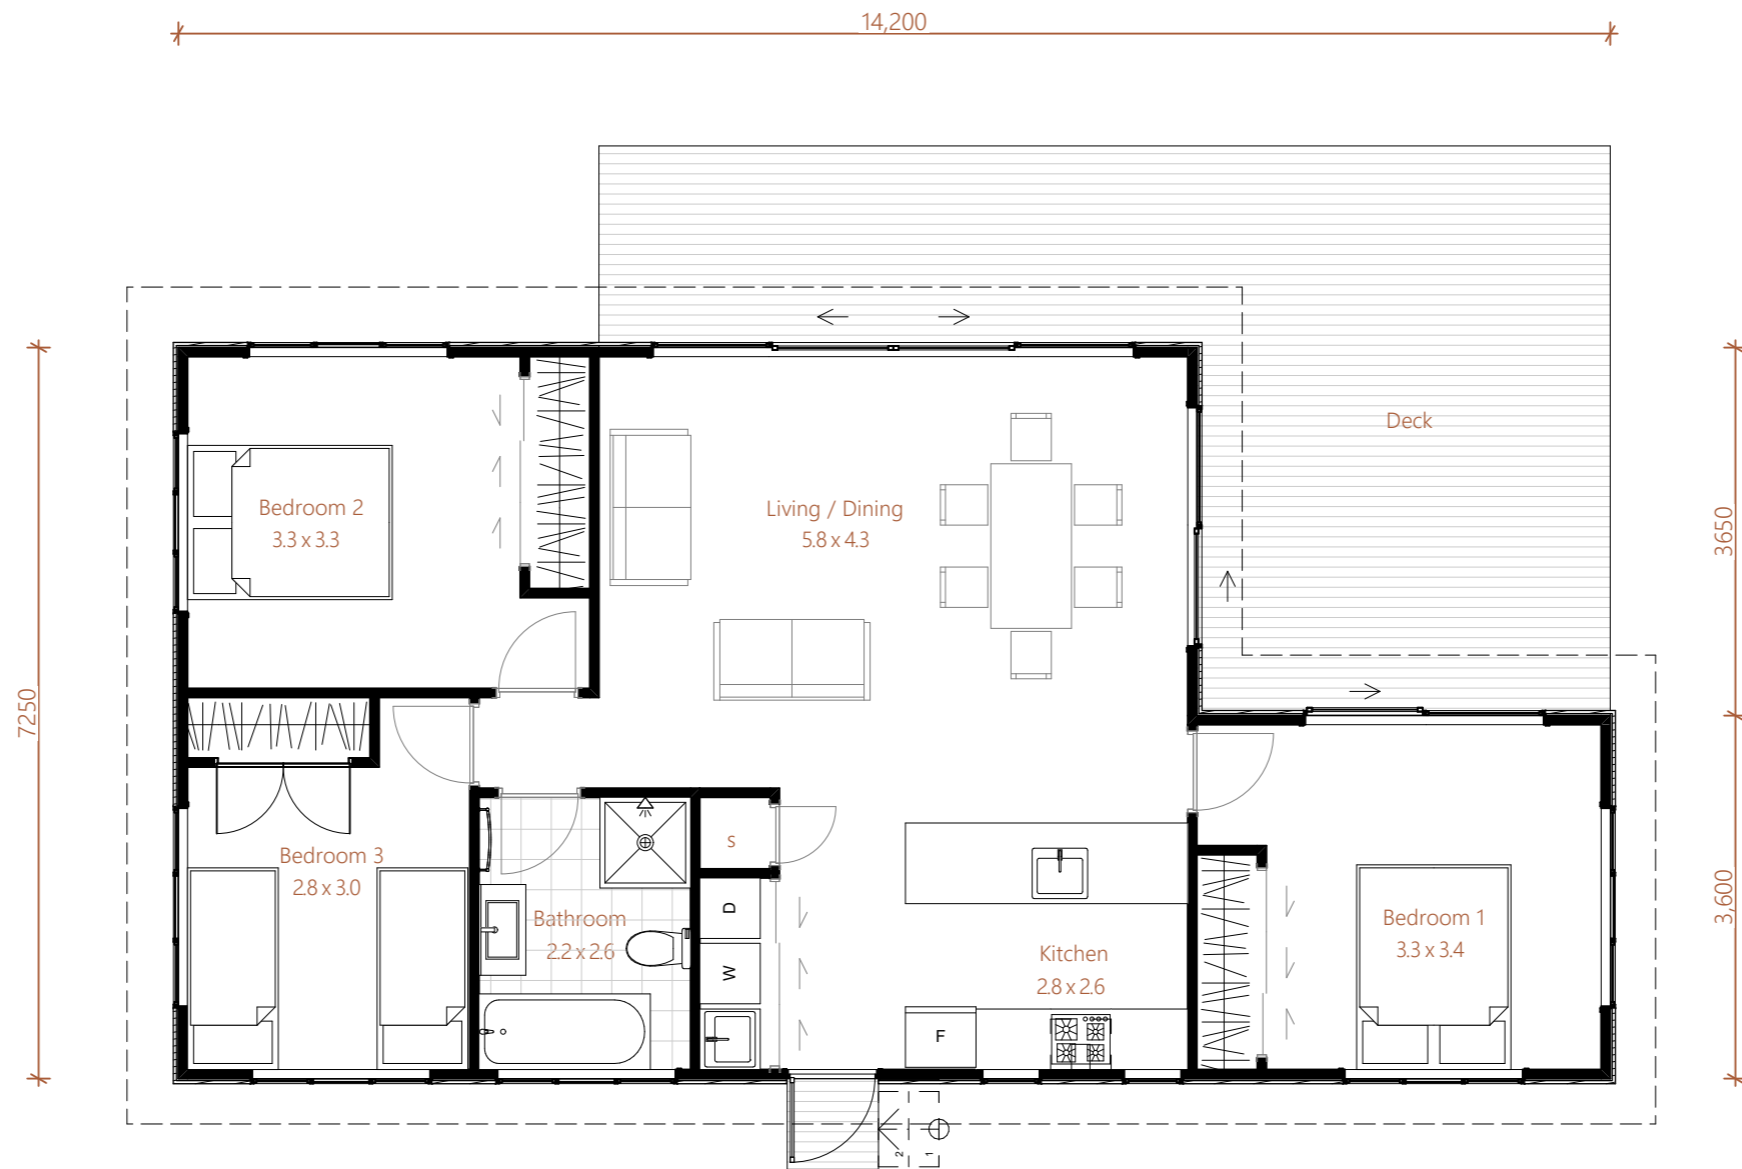 14,200
Deck
Bedroom 2
3.3 x 3.3
Living / Dining
5.8 x 4.3
3650
7250
S
Bedroom 3
2.8 x 3.0
D
Bathroom
2.2 x 2.6
W
Kitchen
2.8 x 2.6
Bedroom 1
3.3 x 3.4
3,600
F
2
1